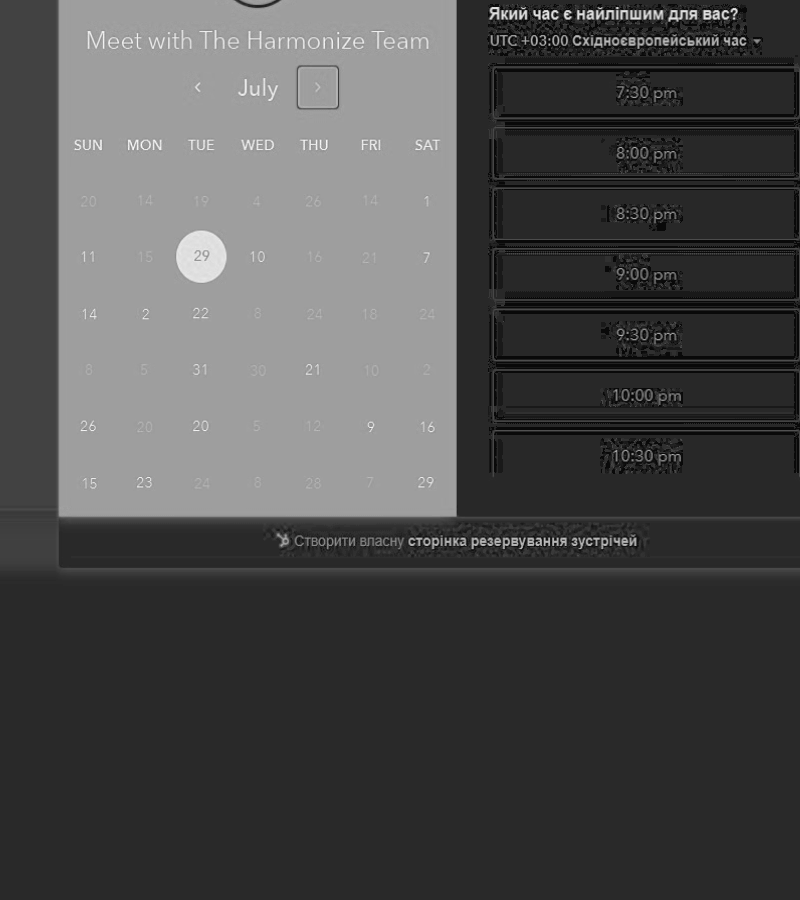 Meet with The Harmonize Team
July
SUN MON TUE WED THU FRI SAT
20 14 19 4 26 14 1
11 15 29 10 16 21 7
14 2 22 8 24 18 24
8 5 31 30 21 10 2
26 20 20 5 12 9 16
15 23 24 8 28 7 29
Який час є найліпшим для вас?
UTC +03:00 Східноєвропейський час
7:30 pm
8:00 pm
8:30 pm
9:00 pm
9:30 pm
10:00 pm
10:30 pm
Створити власну сторінка резервування зустрічей